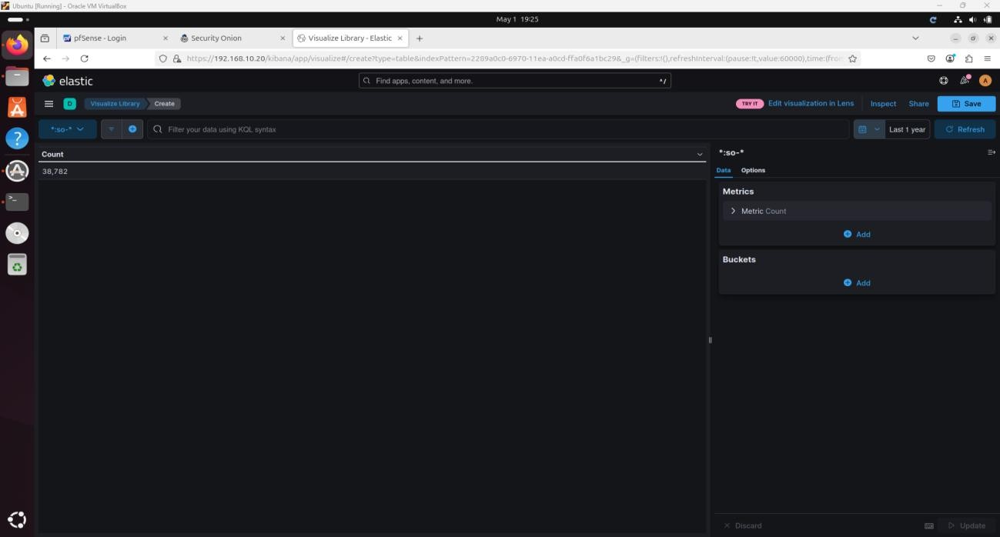 Ubuntu [Running] - Oracle VM VirtualBox
May 1 19:25
pfSense - Login
Security Onion
Visualize Library - Elastic
https://192.168.10.20/kibana/app/visualize#/create?type=table&indexPattern=2289a0c0-6970-11ea-a0cd-ffa0f6a1bc29&_g=(filters:!(),refreshInterval:(pause:!t,value:60000),time:(fron
elastic
Find apps, content, and more.
^/
A
D
Visualize Library
Create
TRY IT
Edit visualization in Lens
Inspect
Share
Save
*:so-*
Filter your data using KQL syntax
Last 1 year
Refresh
Count
38,782
*:so-*
Data
Options
Metrics
Metric Count
Add
Buckets
Add
Discard
Update